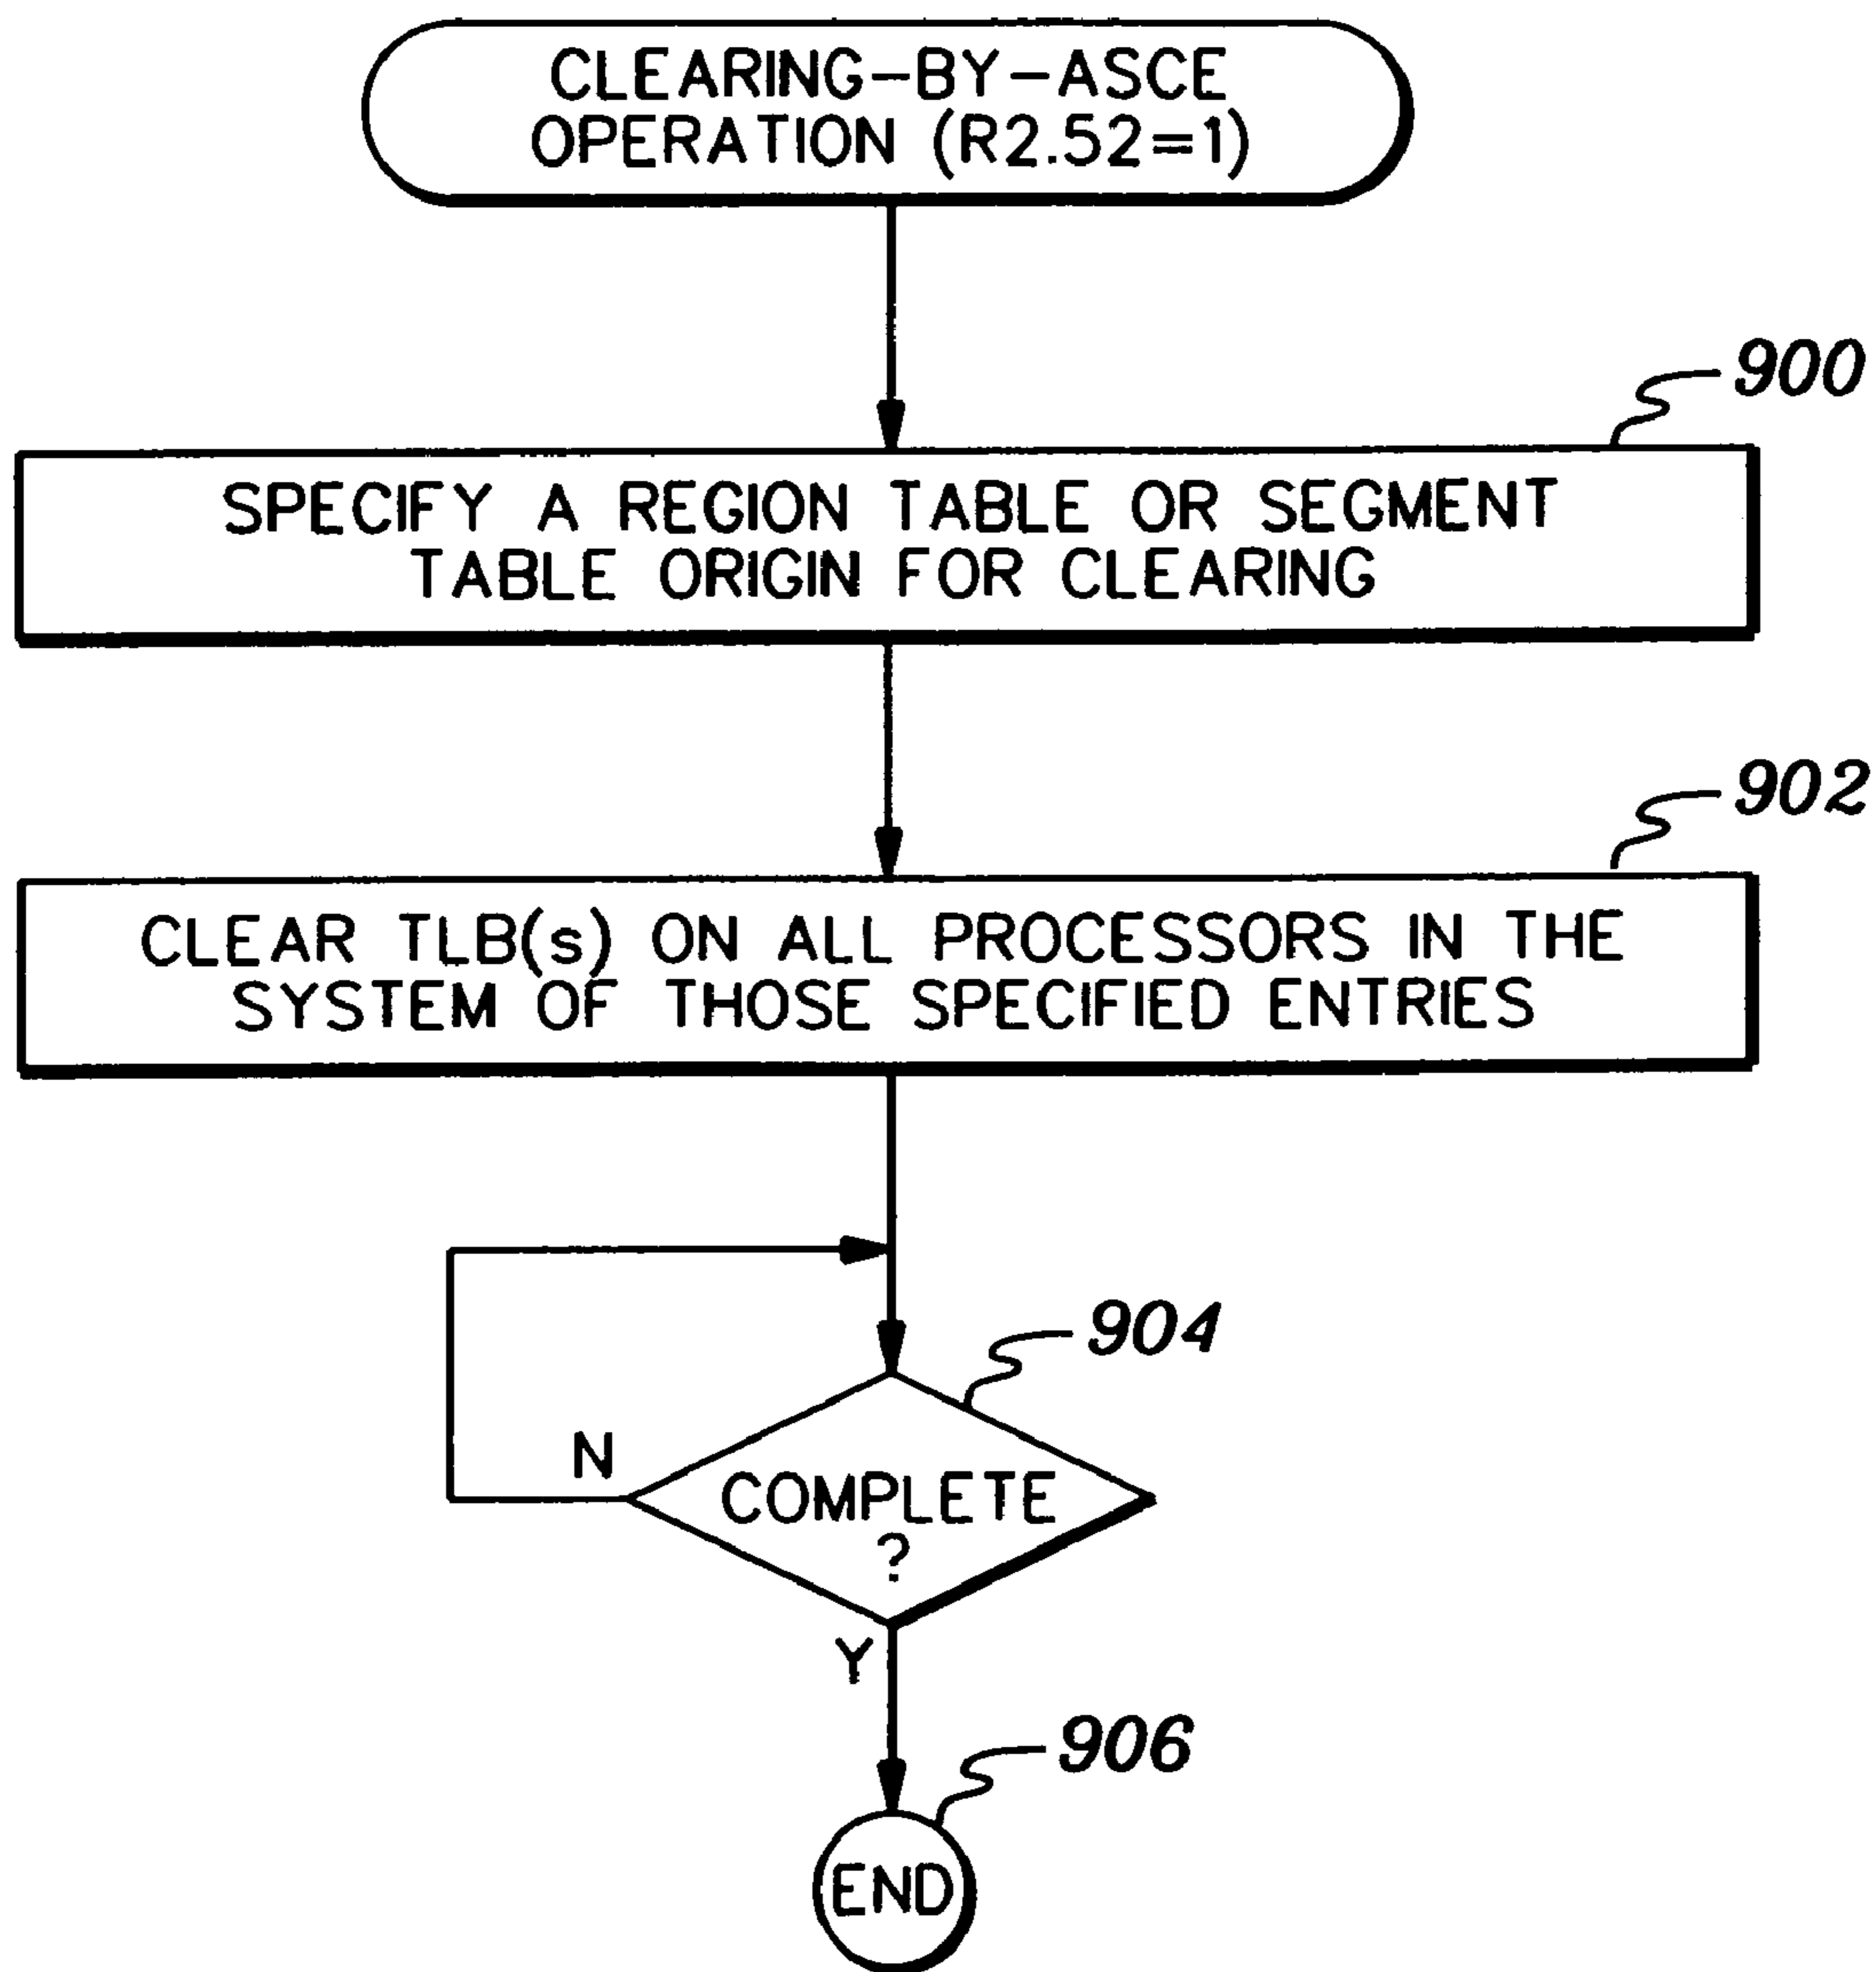 CLEARING-BY-ASCE
OPERATION (R2.52=1)
900
SPECIFY A REGION TABLE OR SEGMENT
TABLE ORIGIN FOR CLEARING
902
CLEAR TLB(s) ON ALL PROCESSORS IN THE
SYSTEM OF THOSE SPECIFIED ENTRIES
904
N
COMPLETE
?
Y
906
END